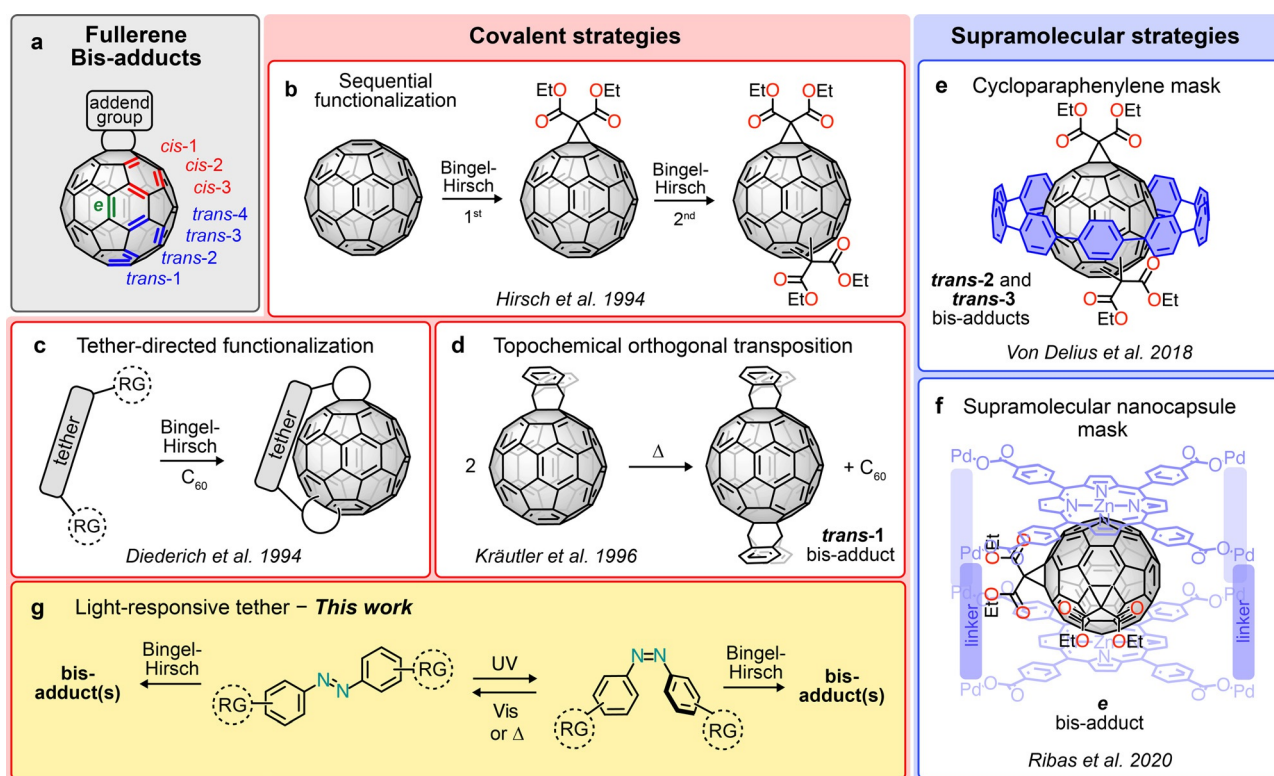 a
Fullerene
Bis-adducts
addend
group
cis-1
cis-2
cis-3
e
trans-4
trans-3
trans-2
trans-1
Covalent strategies
b
Sequential
functionalization
Bingel-
Hirsch
1st
EtO OEt
O O
Bingel-
Hirsch
2nd
EtO OEt
O O
O
OEt
O
EtO
Hirsch et al. 1994
c Tether-directed functionalization
RG
tether
RG
Bingel-
Hirsch
C60
tether
Diederich et al. 1994
d Topochemical orthogonal transposition
2
Δ
+ C60
trans-1
bis-adduct
Kräutler et al. 1996
Supramolecular strategies
e Cycloparaphenylene mask
EtO OEt
O O
O
OEt
O
EtO
trans-2 and
trans-3
bis-adducts
Von Delius et al. 2018
f Supramolecular nanocapsule
mask
Pd O O O O Pd
N
N Zn N
N
Pd O O O O Pd
OEt
O
EtO O
Pd O O O O Pd
O O
EtO OEt
N
Zn
Pd O O O O Pd
linker
linker
e
bis-adduct
Ribas et al. 2020
g Light-responsive tether – This work
bis-
adduct(s)
Bingel-
Hirsch
RG
N=N
RG
UV
Vis
or Δ
N=N
RG
RG
Bingel-
Hirsch
bis-
adduct(s)